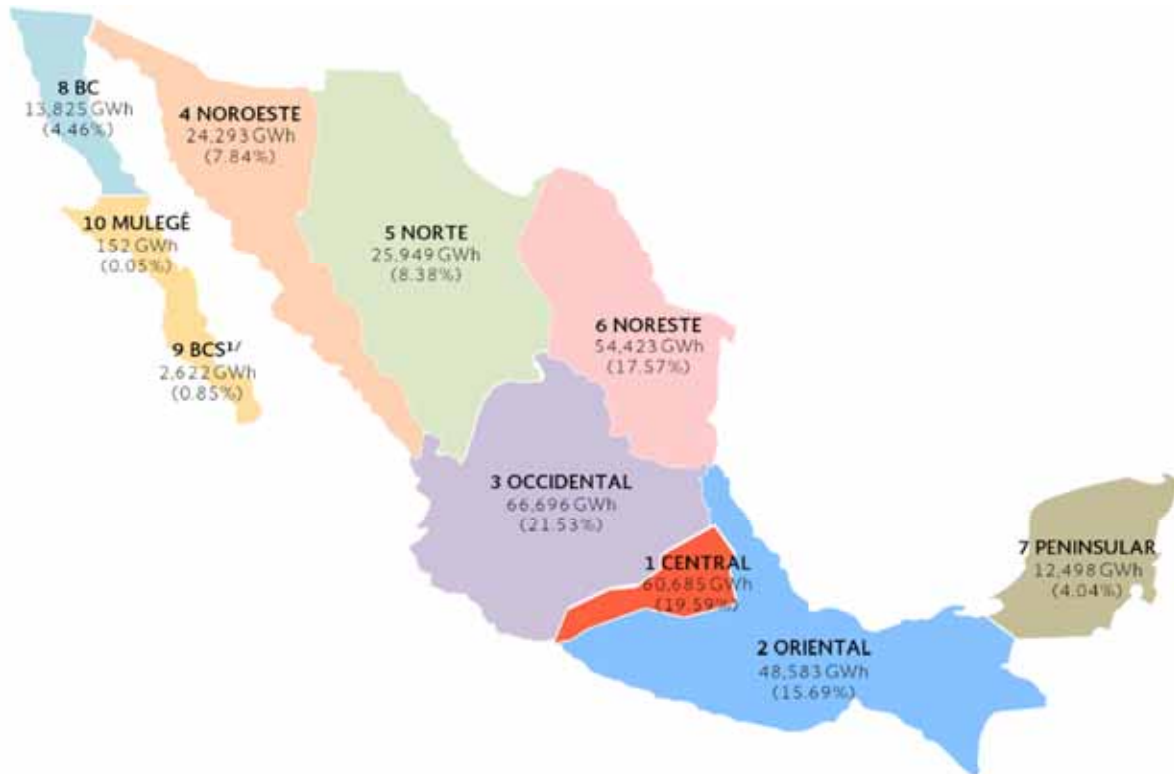 8 BC
13,825 GWh
(4.46%)
4 NOROESTE
24,293 GWh
(7.84%)
10 MULEGÉ
152 GWh
(0.05%)
5 NORTE
25,949 GWh
(8.38%)
9 BCS¹/
2,622 GWh
(0.85%)
6 NORESTE
54,423 GWh
(17.57%)
3 OCCIDENTAL
66,696 GWh
(21.53%)
1 CENTRAL
60,685 GWh
(19.59%)
7 PENINSULAR
12,498 GWh
(4.04%)
2 ORIENTAL
48,583 GWh
(15.69%)